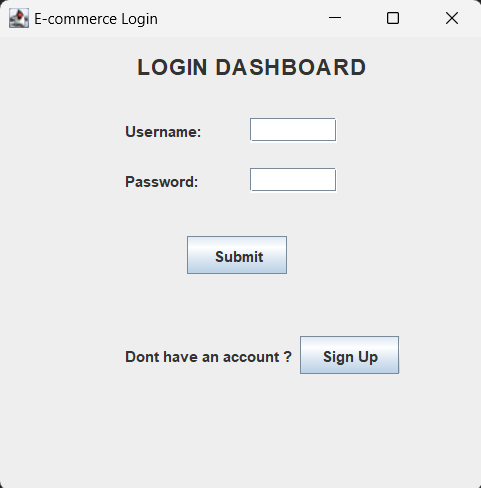 E-commerce Login
LOGIN DASHBOARD
Username:
Password:
Submit
Dont have an account ? Sign Up